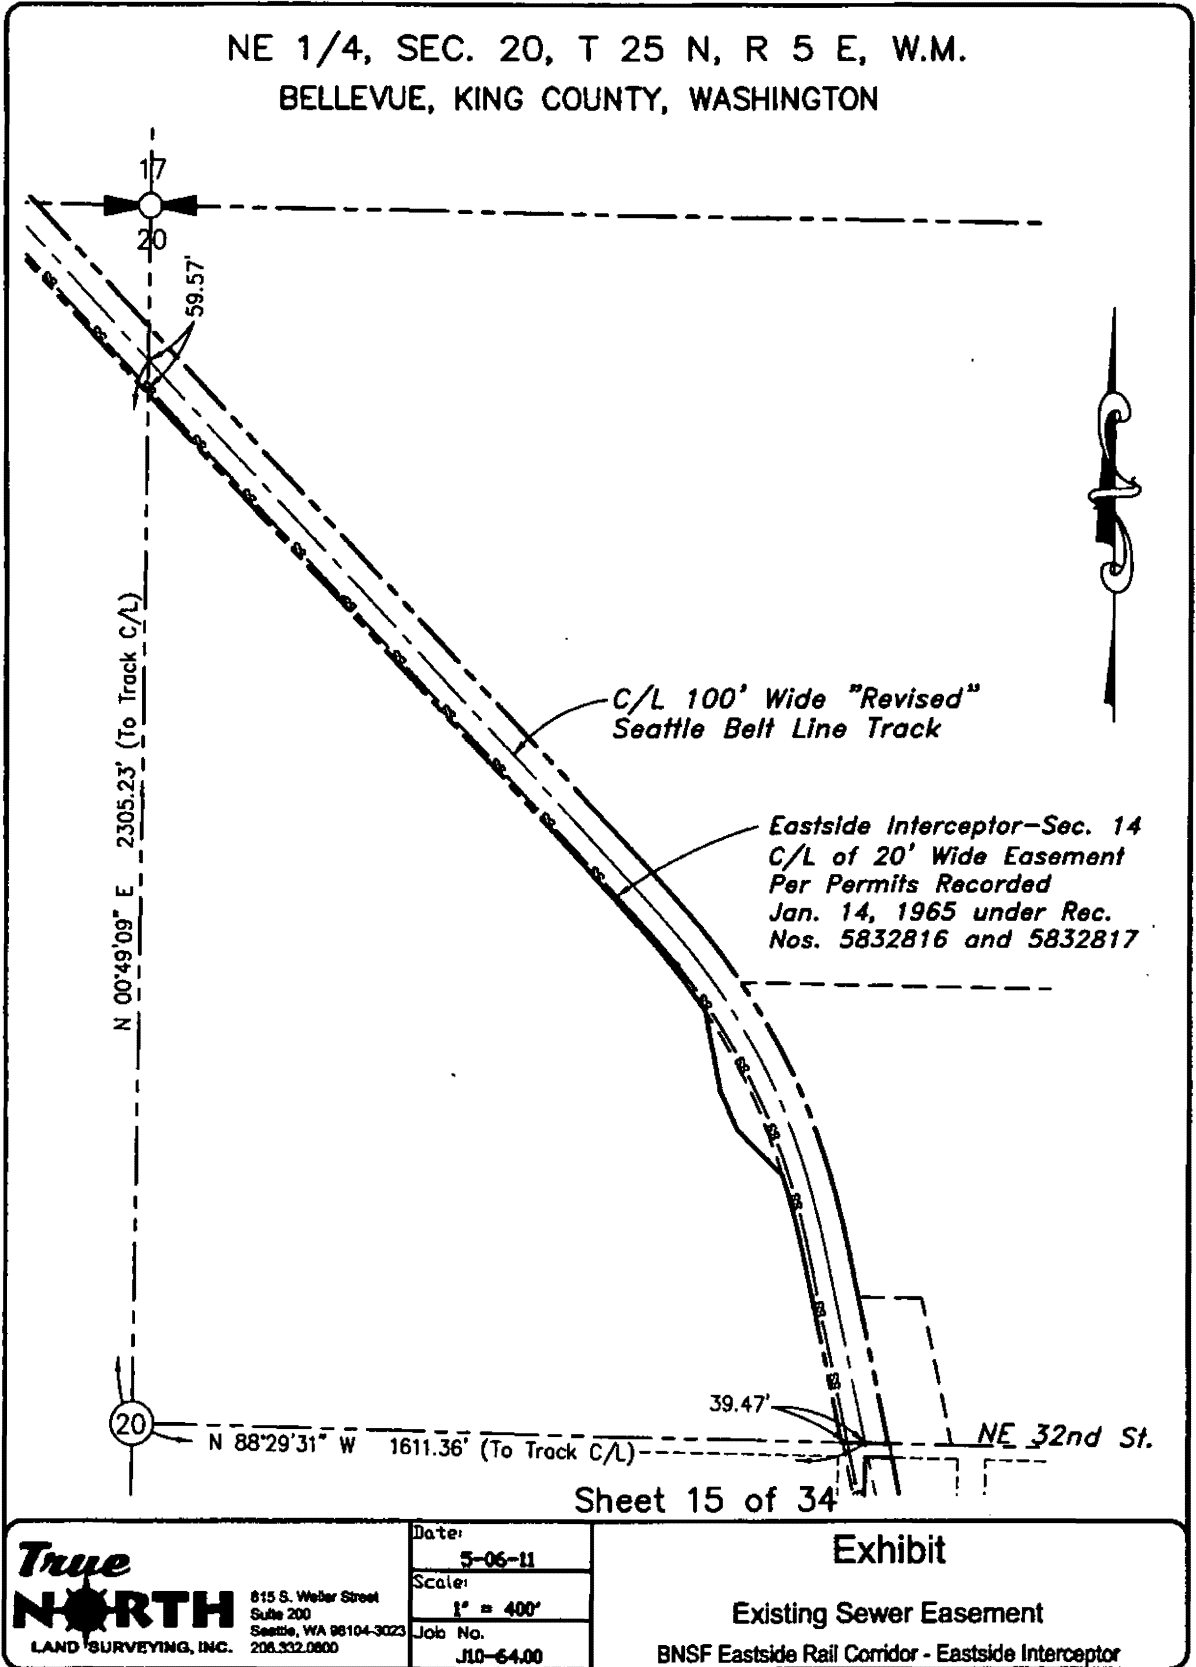 NE 1/4, SEC. 20, T 25 N, R 5 E, W.M.
BELLEVUE, KING COUNTY, WASHINGTON
17
20
59.57'
N 00°49'09" E 2305.23' (To Track C/L)
C/L 100' Wide "Revised"
Seattle Belt Line Track
Eastside Interceptor-Sec. 14
C/L of 20' Wide Easement
Per Permits Recorded
Jan. 14, 1965 under Rec.
Nos. 5832816 and 5832817
39.47'
20
N 88°29'31" W 1611.36' (To Track C/L)
NE 32nd St.
Sheet 15 of 34
True
NORTH
LAND SURVEYING, INC.
815 S. Weller Street
Suite 200
Seattle, WA 98104-3023
206.332.0800
Date:
5-06-11
Scale:
1" = 400'
Job No.
J10-64.00
Exhibit
Existing Sewer Easement
BNSF Eastside Rail Corridor - Eastside Interceptor